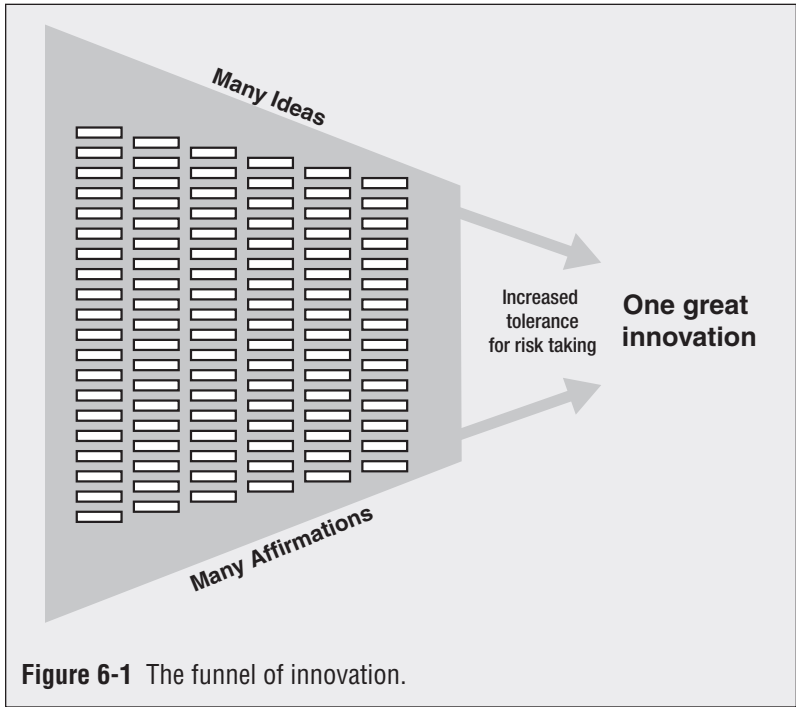 Many Ideas
Increased
tolerance
for risk taking
One great
innovation
Many Affirmations
Figure 6-1 The funnel of innovation.